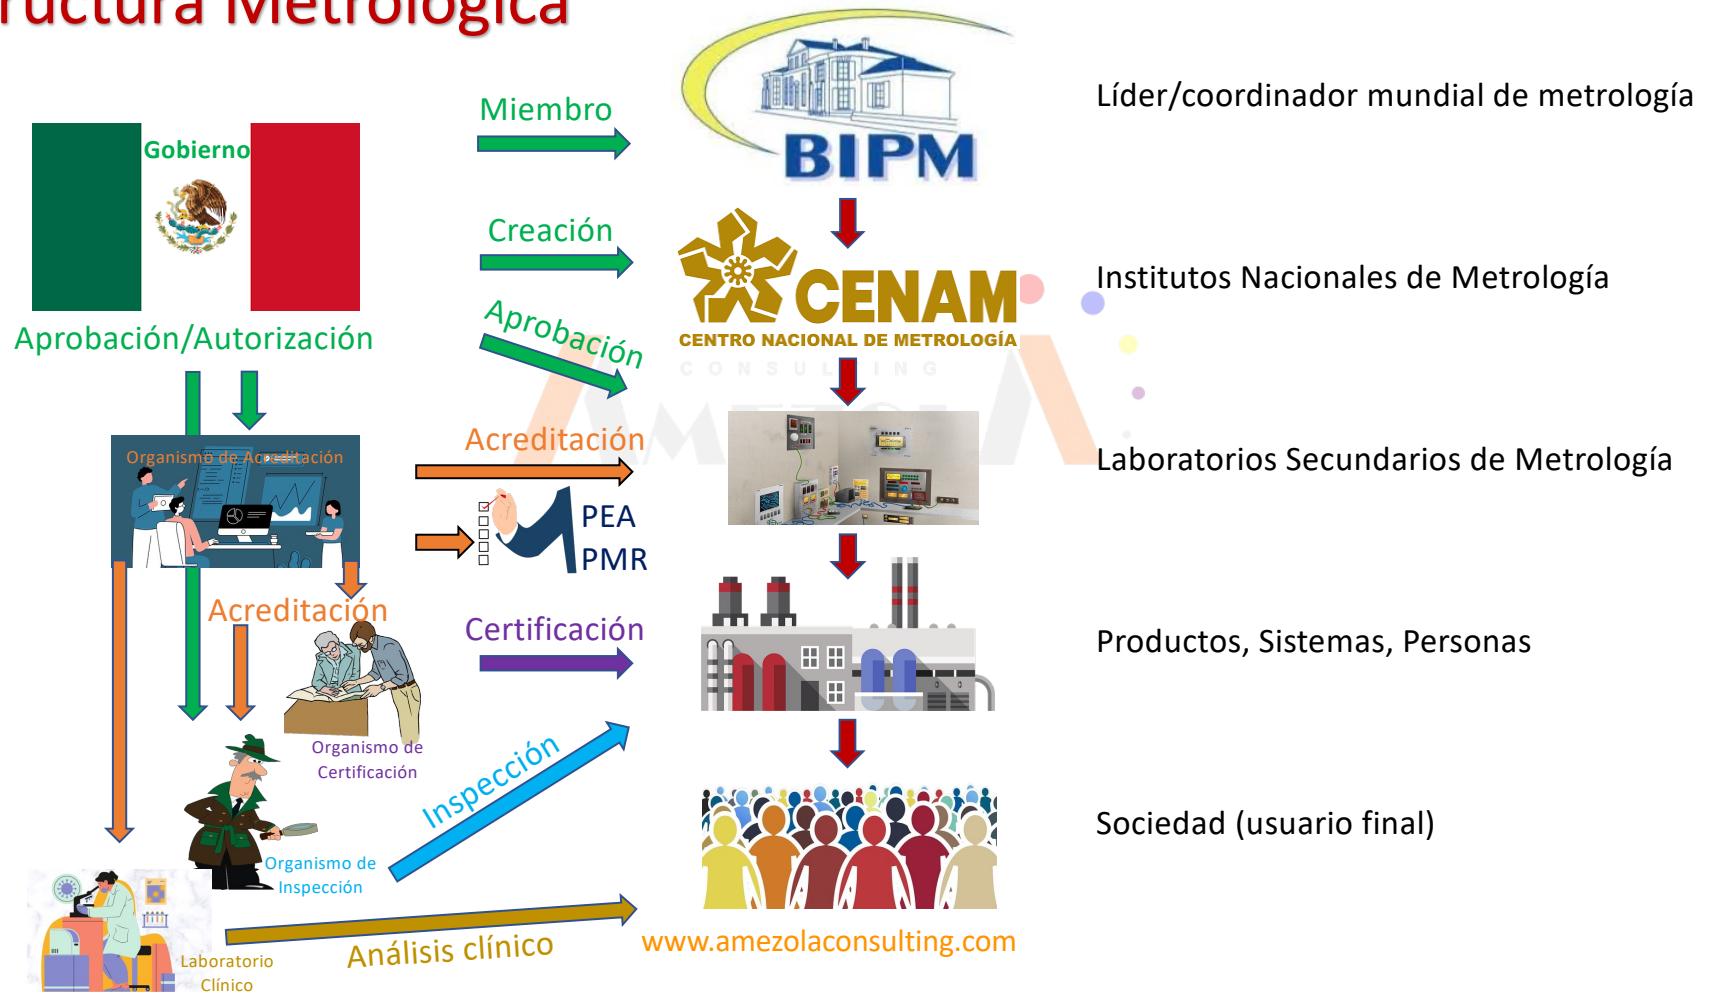 ructura Metrológica
Miembro
BIPM
Líder/coordinador mundial de metrología
Gobierno
Creación
CENAM
CENTRO NACIONAL DE METROLOGÍA
Institutos Nacionales de Metrología
Aprobación/Autorización
Aprobación
CONSULTING
AMEZOLA
Organismo de Acreditación
Acreditación
Laboratorios Secundarios de Metrología
PEA
PMR
Acreditación
Certificación
Productos, Sistemas, Personas
Organismo de
Certificación
Inspección
Organismo de
Inspección
Sociedad (usuario final)
Análisis clínico
www.amezolaconsulting.com
Laboratorio
Clínico